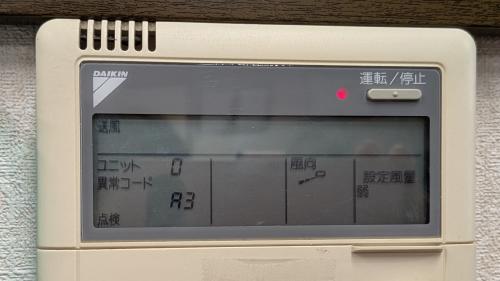 DAIKIN
運転/停止
送風
ユニット 0
異常コード A3
点検
風向
設定風量
弱